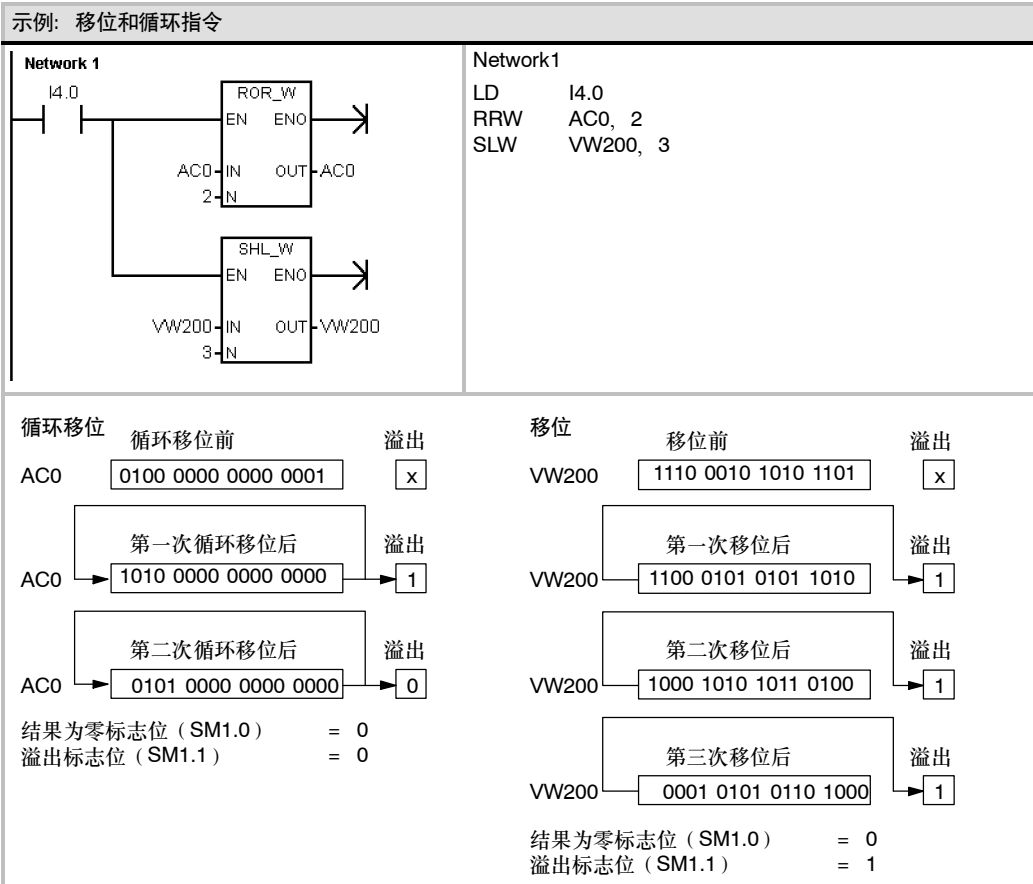 示例: 移位和循环指令
Network 1
I4.0
ROR_W
EN ENO
AC0 IN OUT AC0
2 N
SHL_W
EN ENO
VW200 IN OUT VW200
3 N
Network1
LD I4.0
RRW AC0, 2
SLW VW200, 3
循环移位
循环移位前 溢出
AC0 0100 0000 0000 0001 x
第一次循环移位后 溢出
AC0 1010 0000 0000 0000 1
第二次循环移位后 溢出
AC0 0101 0000 0000 0000 0
结果为零标志位（SM1.0） = 0
溢出标志位（SM1.1） = 0
移位
移位前 溢出
VW200 1110 0010 1010 1101 x
第一次移位后 溢出
VW200 1100 0101 0101 1010 1
第二次移位后 溢出
VW200 1000 1010 1011 0100 1
第三次移位后 溢出
VW200 0001 0101 0110 1000 1
结果为零标志位（SM1.0） = 0
溢出标志位（SM1.1） = 1